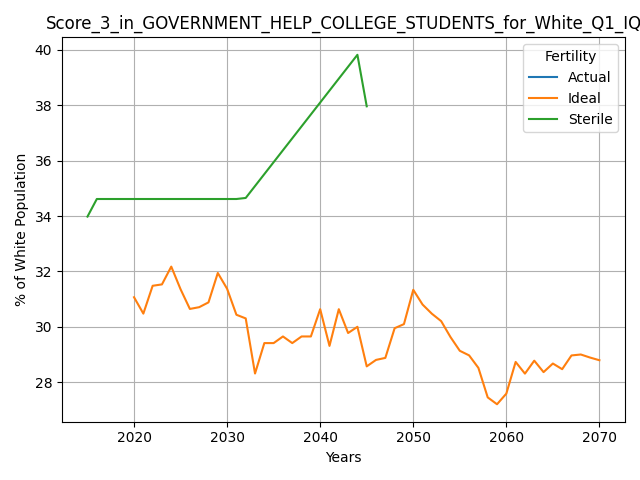 Score_3_in_GOVERNMENT_HELP_COLLEGE_STUDENTS_for_White_Q1_IQ
Fertility
Actual
Ideal
Sterile
% of White Population
40
38
36
34
32
30
28
2020
2030
2040
2050
2060
2070
Years